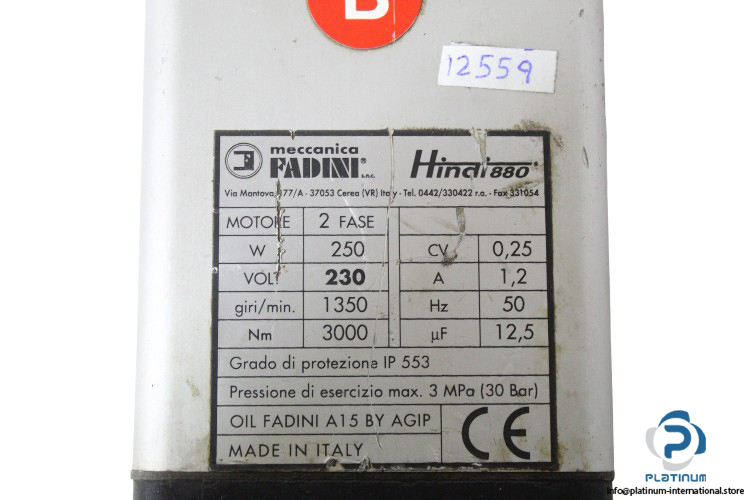 B
12559
meccanica
FADINI® s.n.c.
Hindi 880®
Via Mantova, 177/A - 37053 Cerea (VR) Italy - Tel. 0442/330422 r.a. - Fax 331054
MOTORE 2 FASE
W 250 CV 0,25
VOLT 230 A 1,2
giri/min. 1350 Hz 50
Nm 3000 µF 12,5
Grado di protezione IP 553
Pressione di esercizio max. 3 MPa (30 Bar)
OIL FADINI A15 BY AGIP
MADE IN ITALY
CE
PLATINUM
info@platinum-international.store